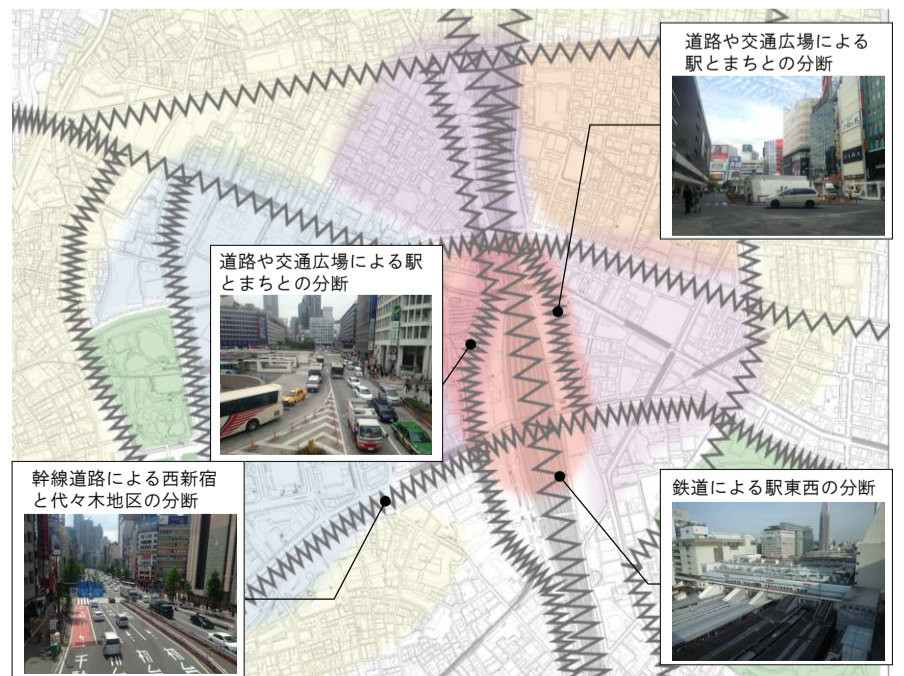 道路や交通広場による
駅とまちとの分断
道路や交通広場による駅
とまちとの分断
幹線道路による西新宿
と代々木地区の分断
鉄道による駅東西の分断